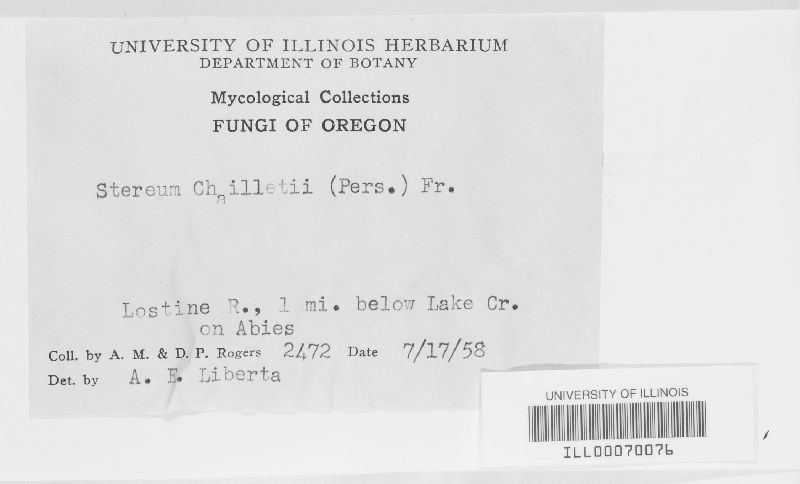 UNIVERSITY OF ILLINOIS HERBARIUM
DEPARTMENT OF BOTANY
Mycological Collections
FUNGI OF OREGON
Stereum Chailletii (Pers.) Fr.
Lostine R., 1 mi. below Lake Cr.
on Abies
Coll. by A. M. & D. P. Rogers 2472 Date 7/17/58
Det. by A. E. Liberta
UNIVERSITY OF ILLINOIS
ILL00070076